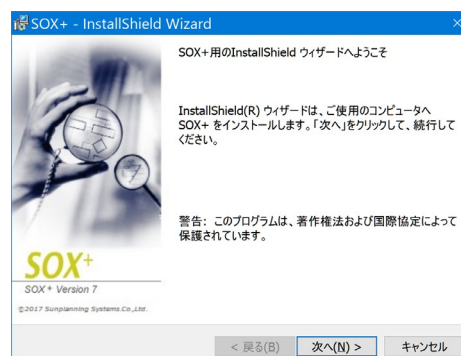 SOX+ - InstallShield Wizard
SOX+用のInstallShield ウィザードへようこそ
InstallShield(R) ウィザードは、ご使用のコンピュータへ
SOX+ をインストールします。「次へ」をクリックして、続行して
ください。
警告: このプログラムは、著作権法および国際協定によって
保護されています。
SOX+
SOX+ Version 7
©2017 Sunplanning Systems.Co.,Ltd.
< 戻る(B)
次へ(N) >
キャンセル